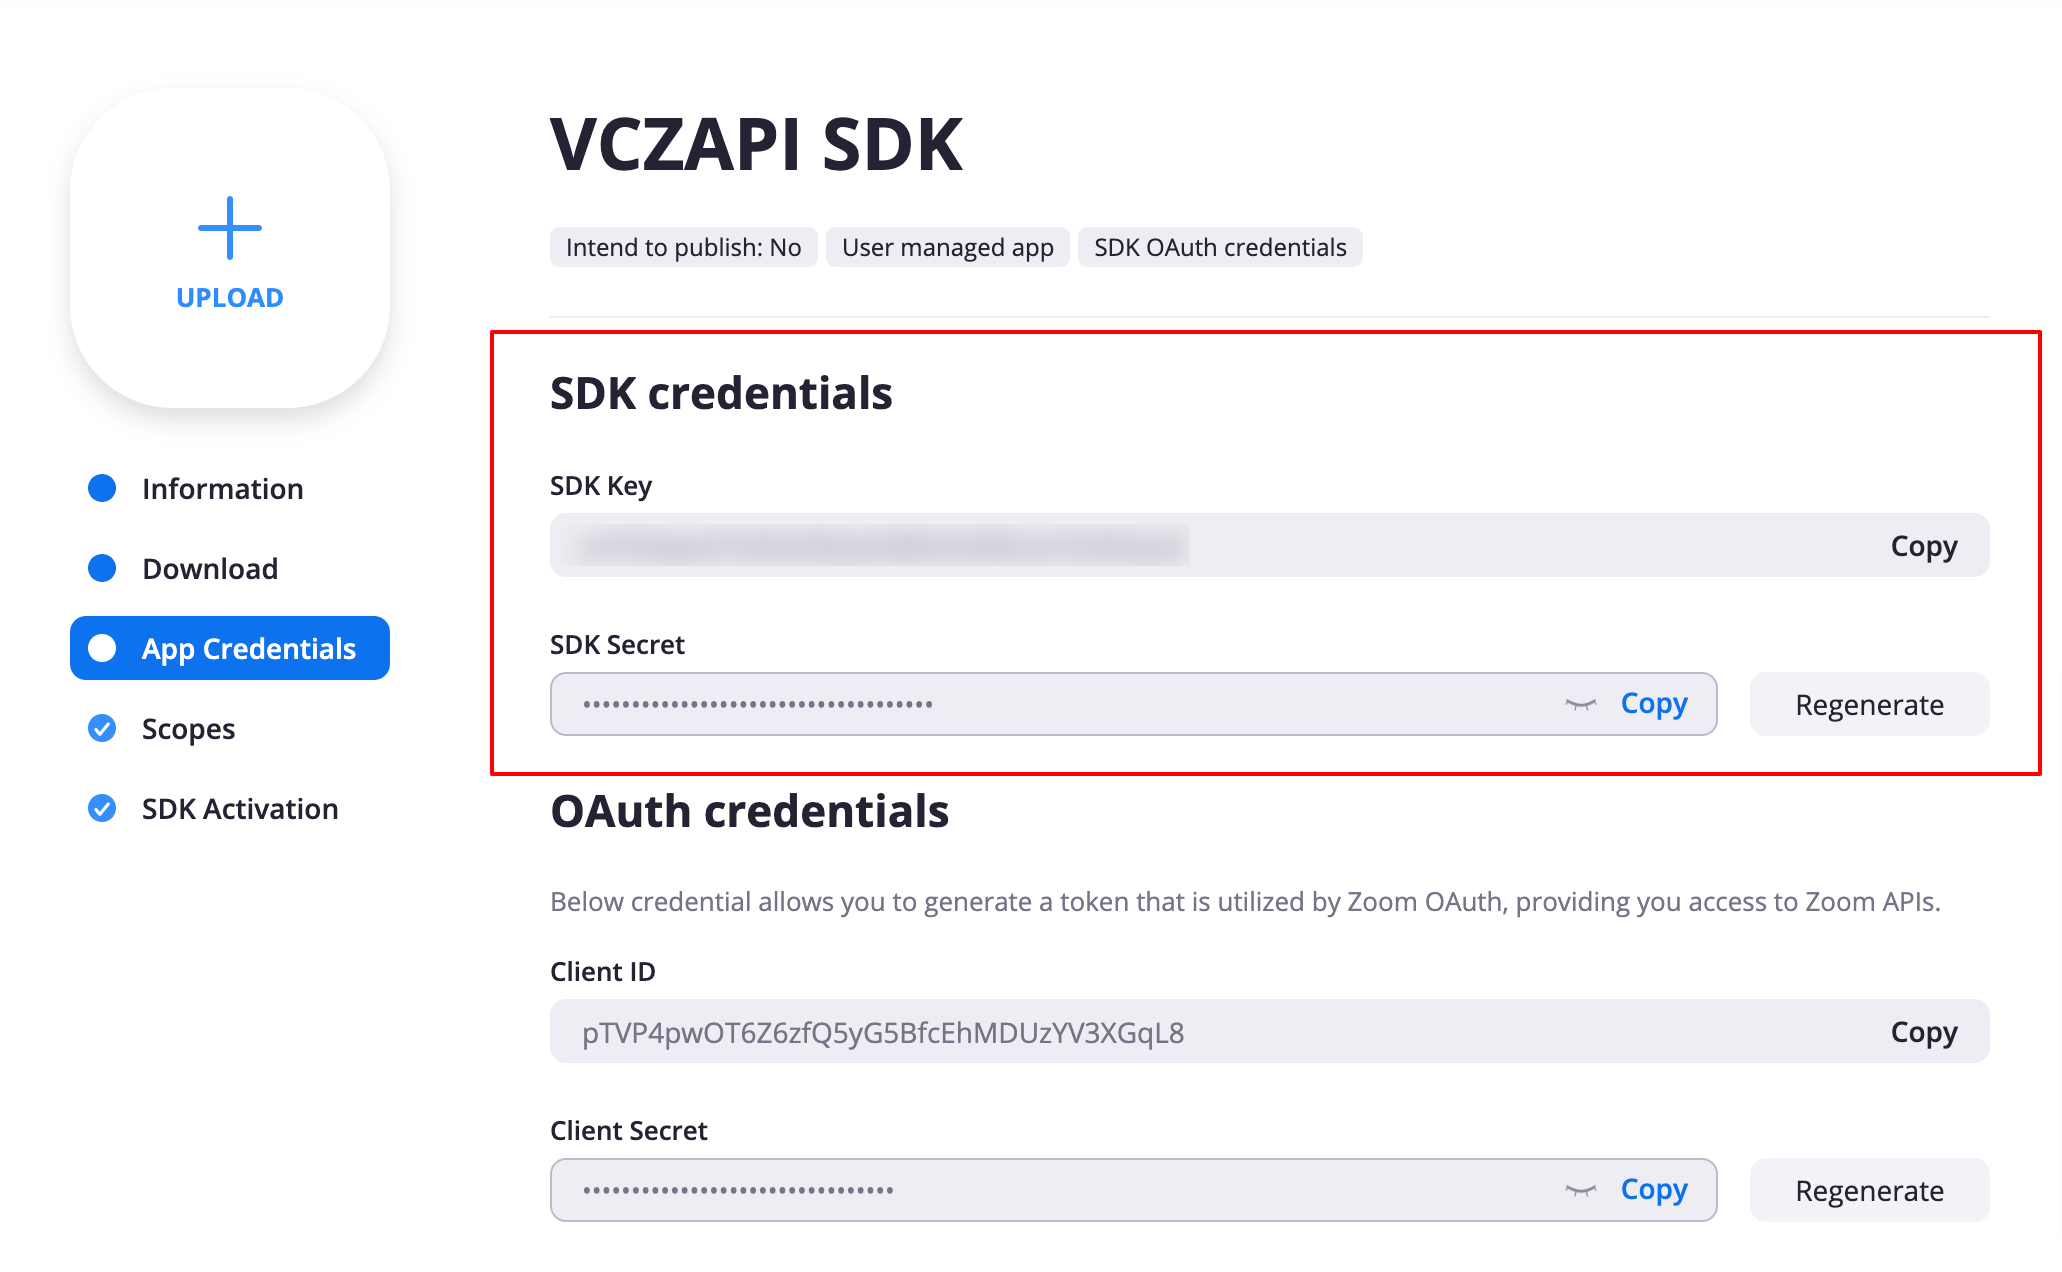 UPLOAD
Information
Download
App Credentials
Scopes
SDK Activation
VCZAPI SDK
Intend to publish: No
User managed app
SDK OAuth credentials
SDK credentials
SDK Key
Copy
SDK Secret
Copy
Regenerate
OAuth credentials
Below credential allows you to generate a token that is utilized by Zoom OAuth, providing you access to Zoom APIs.
Client ID
pTVP4pwOT6Z6zfQ5yG5BfcEhMDUzYV3XGqL8
Copy
Client Secret
Copy
Regenerate